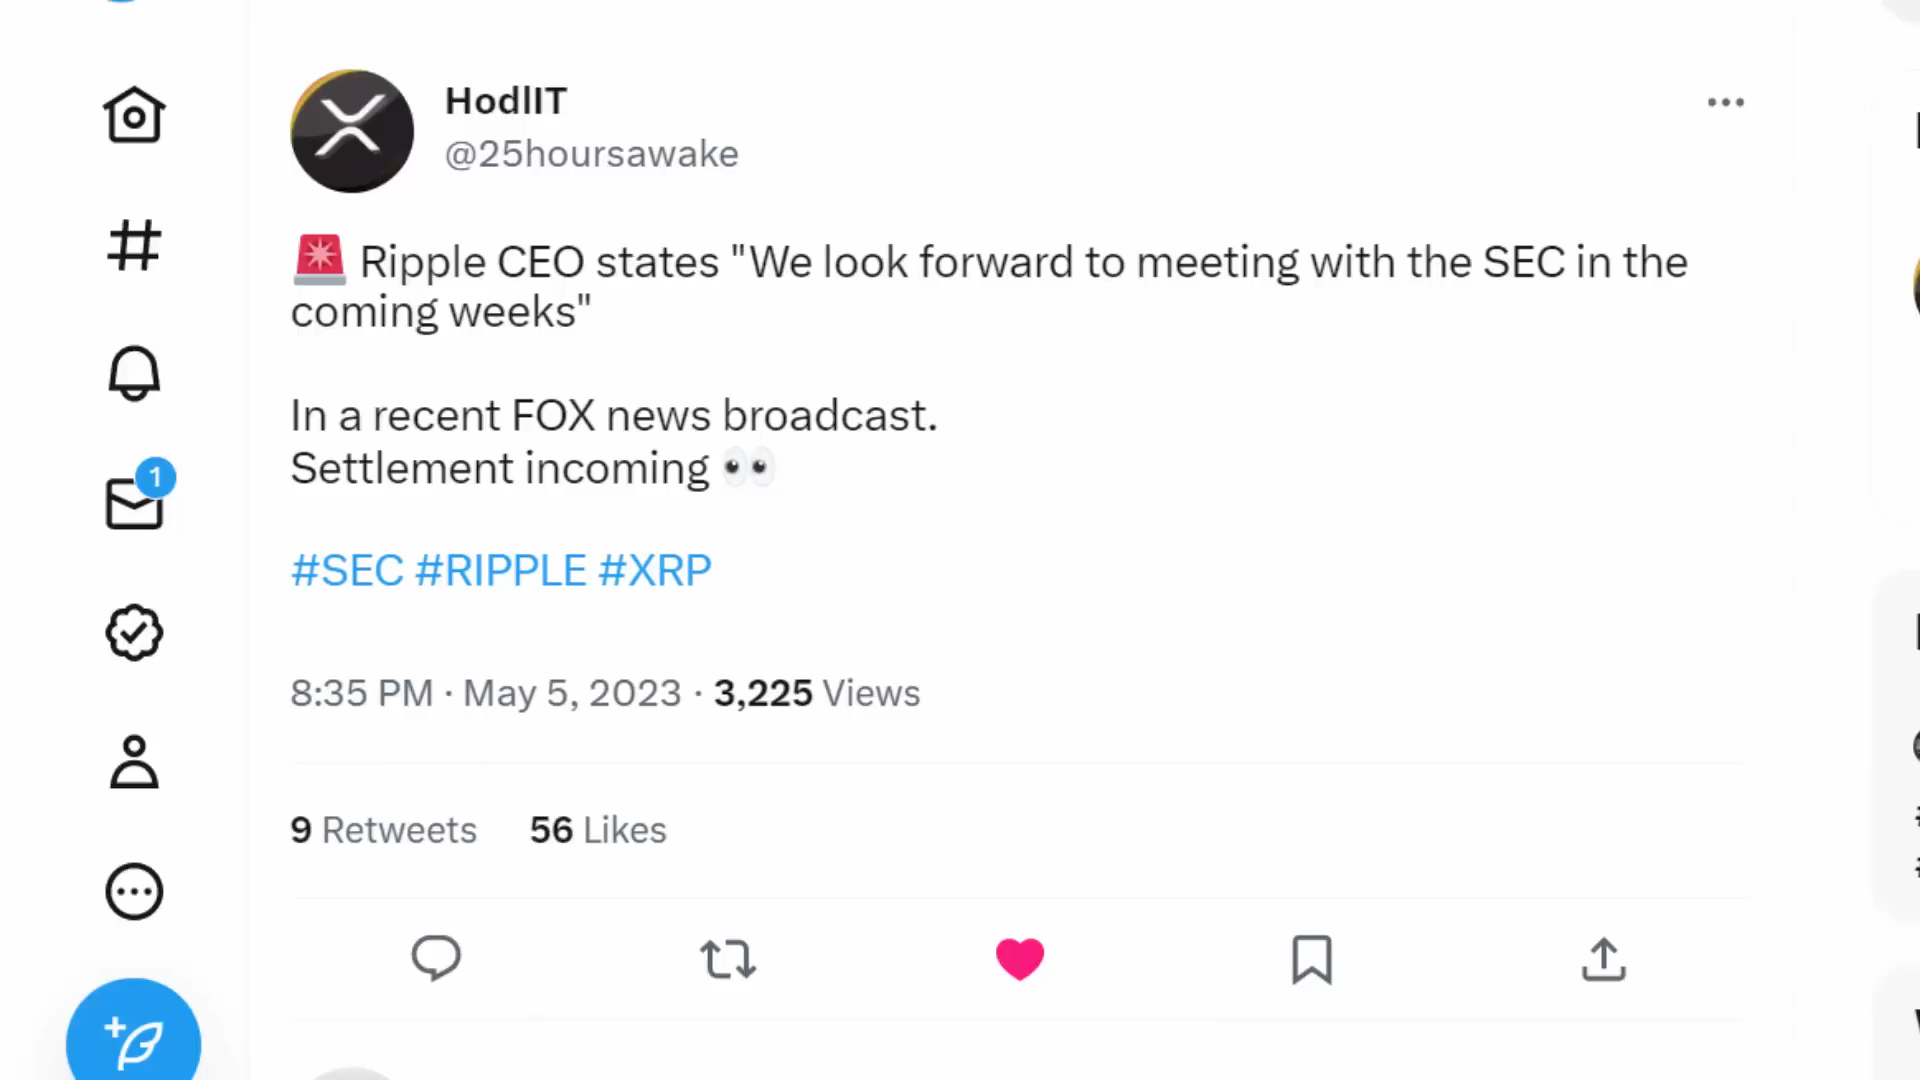 HodlIT
@25hoursawake
🚨 Ripple CEO states "We look forward to meeting with the SEC in the
coming weeks"
In a recent FOX news broadcast.
Settlement incoming 👀
#SEC #RIPPLE #XRP
8:35 PM · May 5, 2023 · 3,225 Views
9 Retweets 56 Likes
1